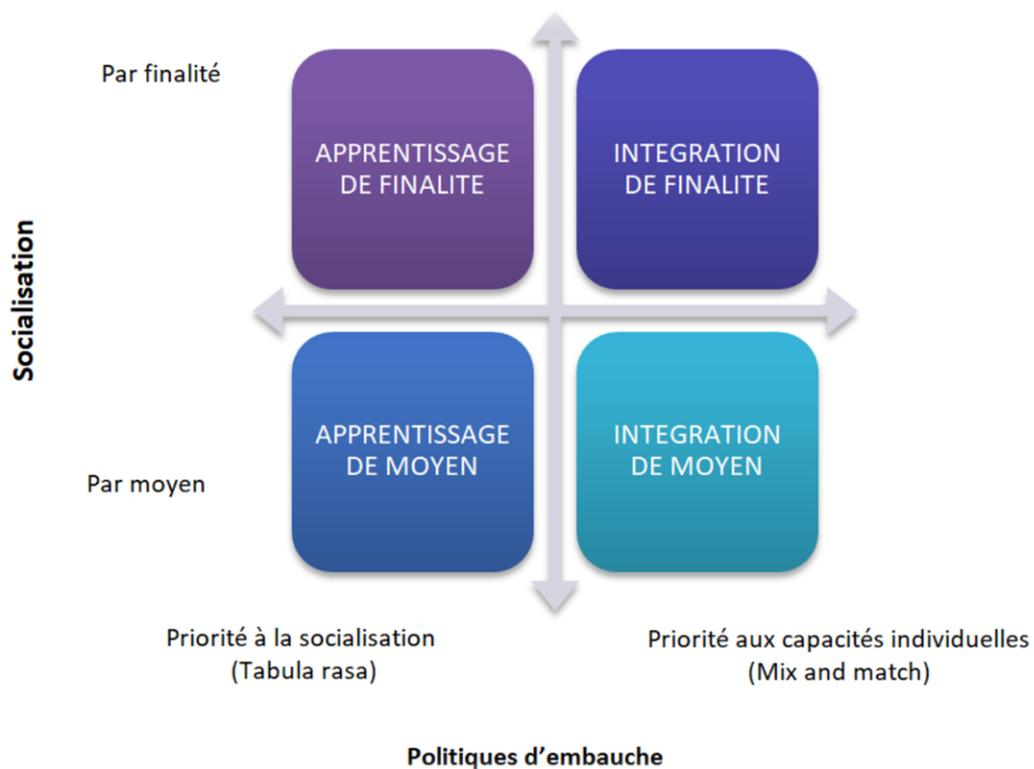 Par finalité
APPRENTISSAGE
DE FINALITE
INTEGRATION
DE FINALITE
Socialisation
APPRENTISSAGE
DE MOYEN
INTEGRATION
DE MOYEN
Par moyen
Priorité à la socialisation
(Tabula rasa)
Priorité aux capacités individuelles
(Mix and match)
Politiques d’embauche